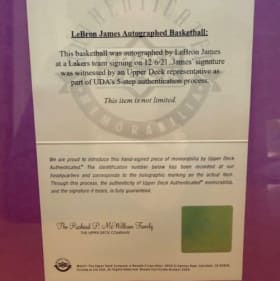 LeBron James Autographed Basketball:
This basketball was autographed by LeBron James
at a Lakers team signing on 12/6/21. James' signature
was witnessed by an Upper Deck representative as
part of UDA's 5-step authentication process.
This item is not limited.
MEMORABILIA
We are proud to introduce this hand-signed piece of memorabilia by Upper Deck
Authenticated. The identification number below has been recorded at our
headquarters and corresponds to the holographic marking on the actual item.
Through this process, the authenticity of Upper Deck Authenticated memorabilia,
and the signature it bears, is fully guaranteed.
The Richard P. McWilliam Family
THE UPPER DECK COMPANY